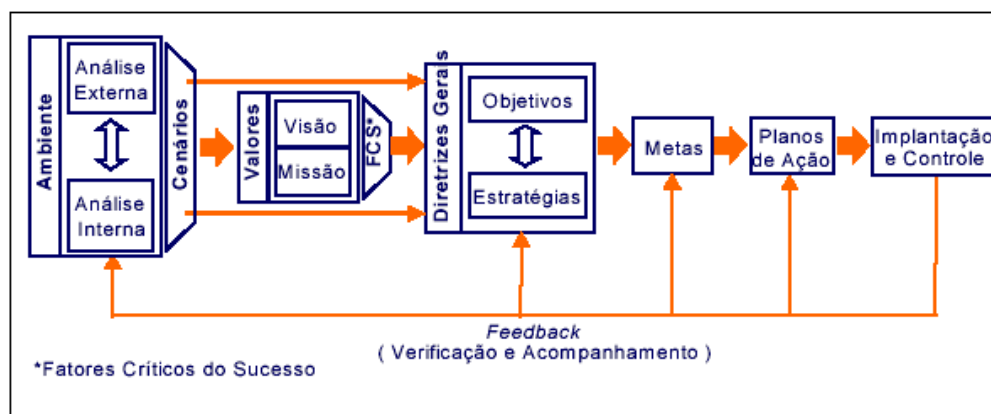 Ambiente
Análise
Externa
Análise
Interna
Cenários
Valores
Visão
Missão
FCS*
Diretrizes Gerais
Objetivos
Estratégias
Metas
Planos
de Ação
Implantação
e Controle
Feedback
( Verificação e Acompanhamento )
*Fatores Críticos do Sucesso